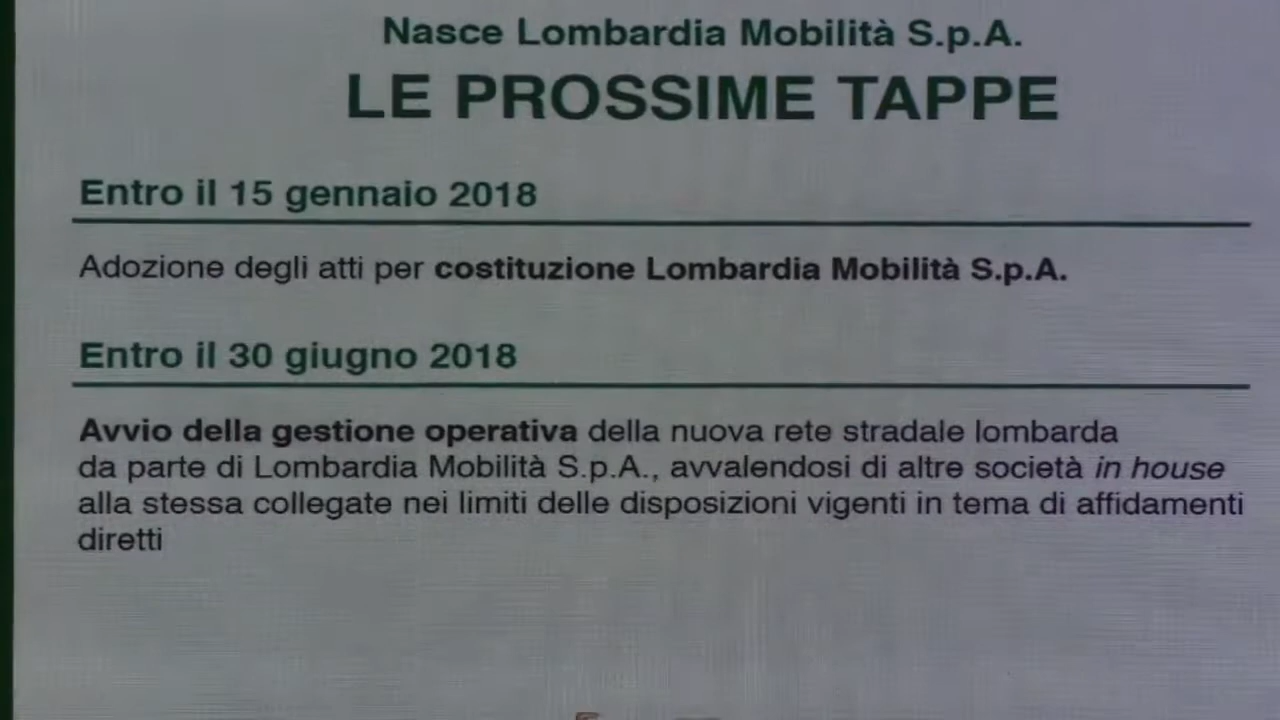 Nasce Lombardia Mobilità S.p.A.
LE PROSSIME TAPPE
Entro il 15 gennaio 2018
Adozione degli atti per costituzione Lombardia Mobilità S.p.A.
Entro il 30 giugno 2018
Avvio della gestione operativa della nuova rete stradale lombarda
da parte di Lombardia Mobilità S.p.A., avvalendosi di altre società in house
alla stessa collegate nei limiti delle disposizioni vigenti in tema di affidamenti
diretti